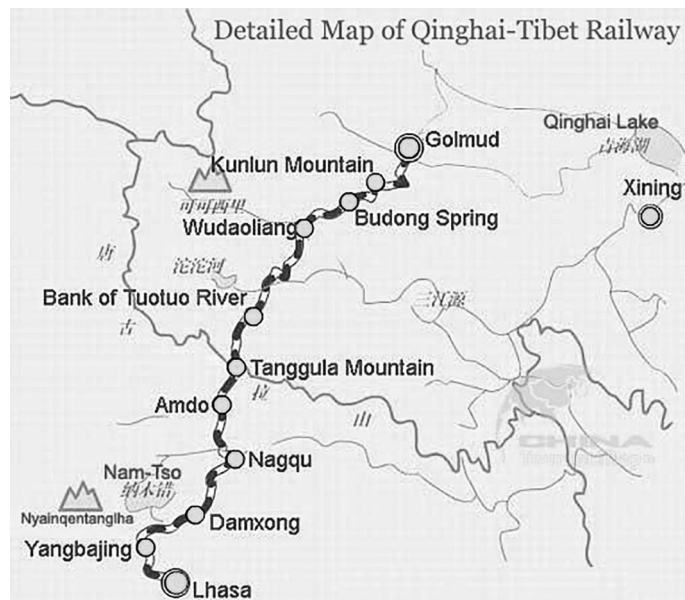 Detailed Map of Qinghai-Tibet Railway
Qinghai Lake
青海湖
Golmud
Kunlun Mountain
Xining
可可西里
Budong Spring
Wudaoliang
唐
沱沱河
三江源
Bank of Tuotuo River
古
Tanggula Mountain
拉
Amdo
山
CHINA
Nagqu
Nam-Tso
纳木错
Nyainqentanglha
Damxong
Yangbajing
Lhasa